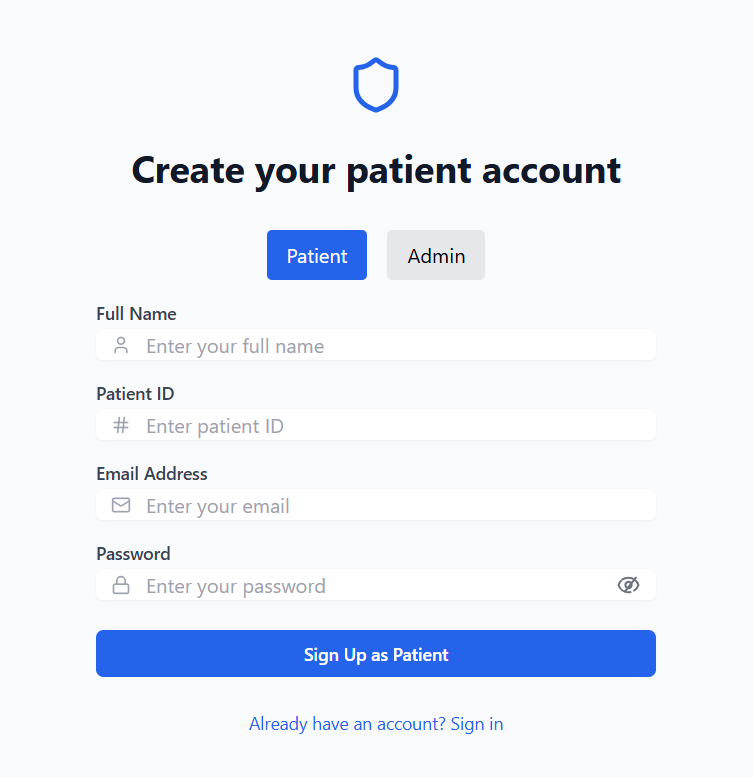 Create your patient account
Patient Admin
Full Name
Enter your full name
Patient ID
# Enter patient ID
Email Address
Enter your email
Password
Enter your password
Sign Up as Patient
Already have an account? Sign in